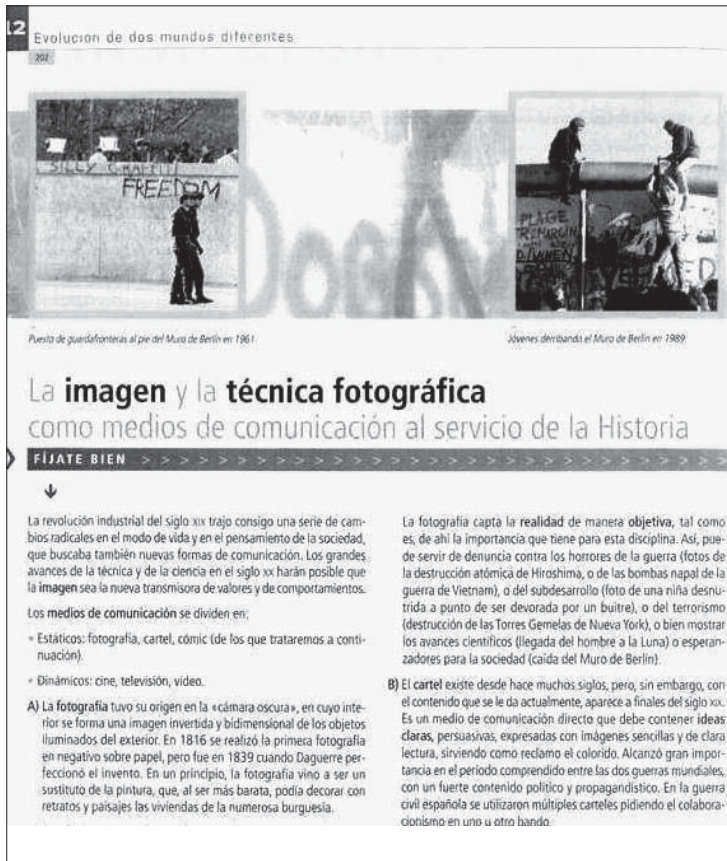 12 Evolución de dos mundos diferentes
202
SILLY GRAFFITI
FREEDOM
PLAGE
Puesto de guardafronteras al pie del Muro de Berlín en 1961.
Jóvenes derribando el Muro de Berlín en 1989.
La imagen y la técnica fotográfica
como medios de comunicación al servicio de la Historia
FÍJATE BIEN > > > > > > > > > > > > > > > > > > > > > > > > > > > > > >
La revolución industrial del siglo XIX trajo consigo una serie de cam-
bios radicales en el modo de vida y en el pensamiento de la sociedad,
que buscaba también nuevas formas de comunicación. Los grandes
avances de la técnica y de la ciencia en el siglo XX harán posible que
la imagen sea la nueva transmisora de valores y de comportamientos.
Los medios de comunicación se dividen en:
• Estáticos: fotografía, cartel, cómic (de los que trataremos a conti-
nuación).
• Dinámicos: cine, televisión, vídeo.
A) La fotografía tuvo su origen en la «cámara oscura», en cuyo inte-
rior se forma una imagen invertida y bidimensional de los objetos
iluminados del exterior. En 1816 se realizó la primera fotografía
en negativo sobre papel, pero fue en 1839 cuando Daguerre per-
feccionó el invento. En un principio, la fotografía vino a ser un
sustituto de la pintura, que, al ser más barata, podía decorar con
retratos y paisajes las viviendas de la numerosa burguesía.
La fotografía capta la realidad de manera objetiva, tal como
es, de ahí la importancia que tiene para esta disciplina. Así, pue-
de servir de denuncia contra los horrores de la guerra (fotos de
la destrucción atómica de Hiroshima, o de las bombas napal de la
guerra de Vietnam), o del subdesarrollo (foto de una niña desnu-
trida a punto de ser devorada por un buitre), o del terrorismo
(destrucción de las Torres Gemelas de Nueva York), o bien mostrar
los avances científicos (llegada del hombre a la Luna) o esperan-
zadores para la sociedad (caída del Muro de Berlín).
B) El cartel existe desde hace muchos siglos, pero, sin embargo, con
el contenido que se le da actualmente, aparece a finales del siglo XIX.
Es un medio de comunicación directo que debe contener ideas
claras, persuasivas, expresadas con imágenes sencillas y de clara
lectura, sirviendo como reclamo el colorido. Alcanzó gran impor-
tancia en el periodo comprendido entre las dos guerras mundiales,
con un fuerte contenido político y propagandístico. En la guerra
civil española se utilizaron múltiples carteles pidiendo el colabora-
cionismo en uno u otro bando.